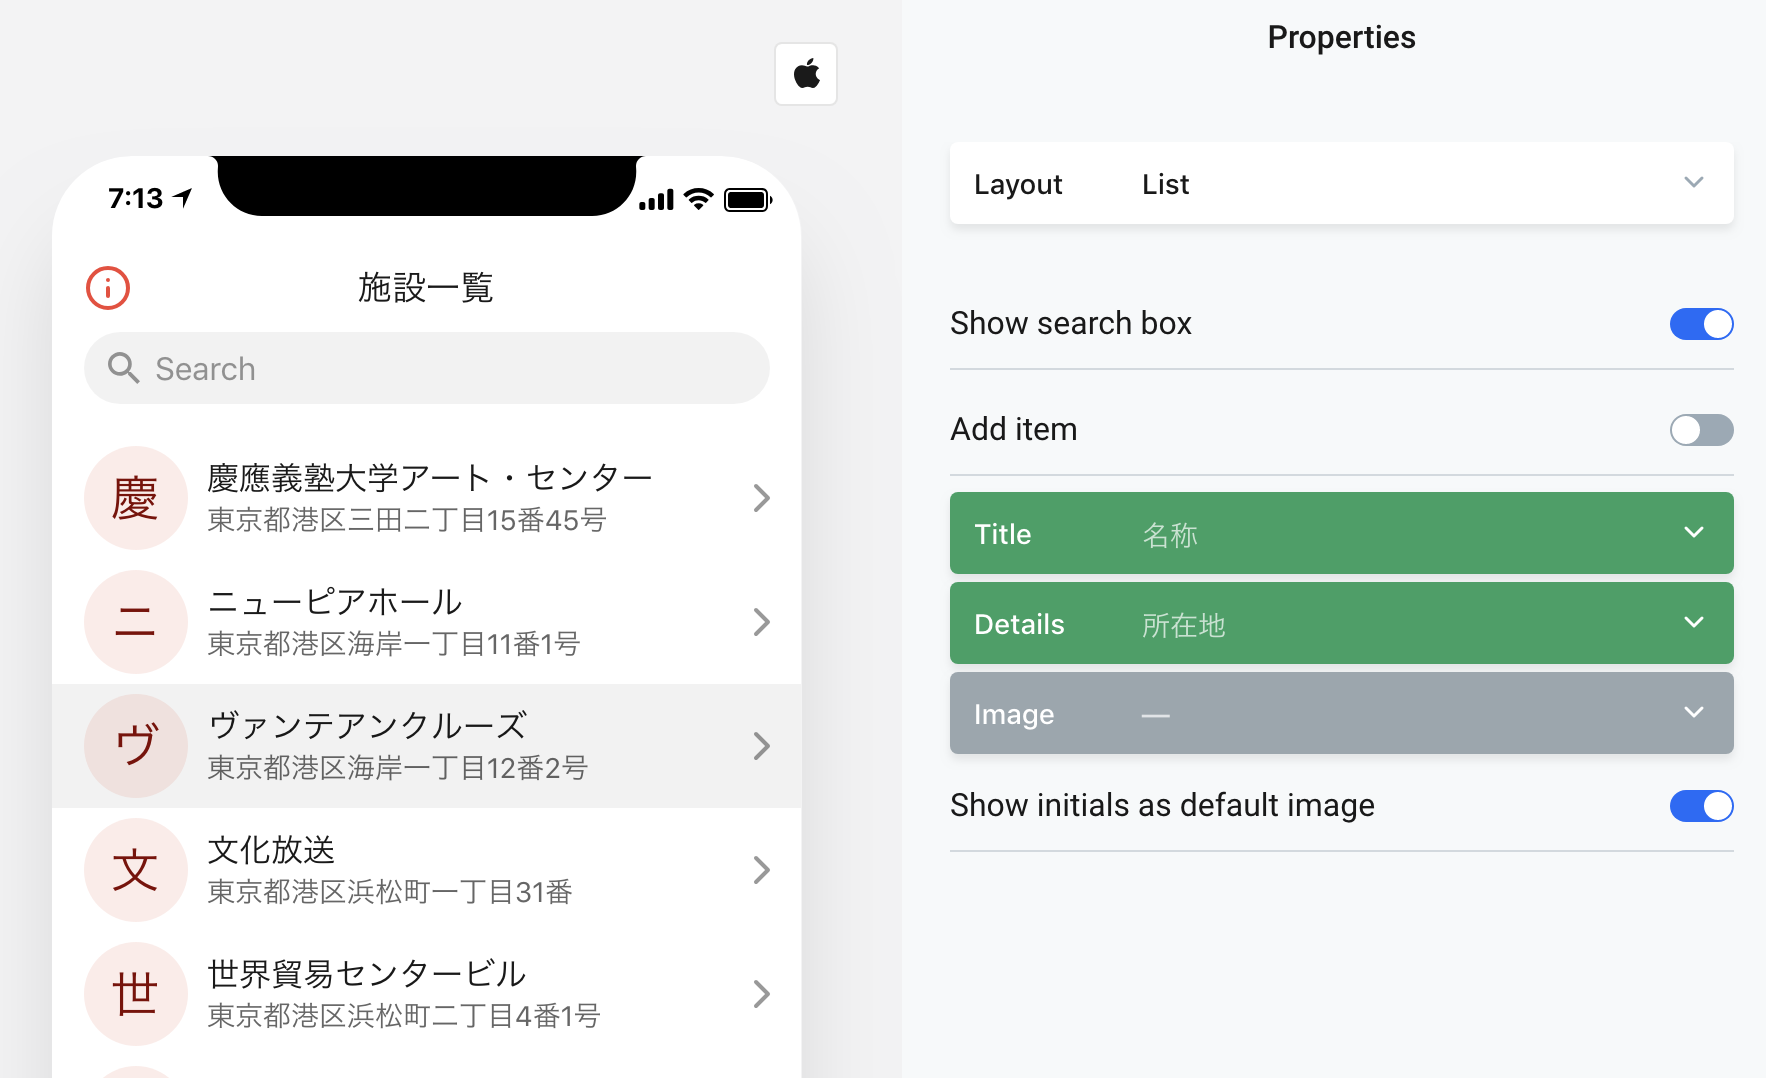 7:13
施設一覧
Search
慶
慶應義塾大学アート・センター
東京都港区三田二丁目15番45号
ニ
ニューピアホール
東京都港区海岸一丁目11番1号
ヴ
ヴァンテアンクルーズ
東京都港区海岸一丁目12番2号
文
文化放送
東京都港区浜松町一丁目31番
世
世界貿易センタービル
東京都港区浜松町二丁目4番1号
Properties
Layout List
Show search box
Add item
Title 名称
Details 所在地
Image —
Show initials as default image